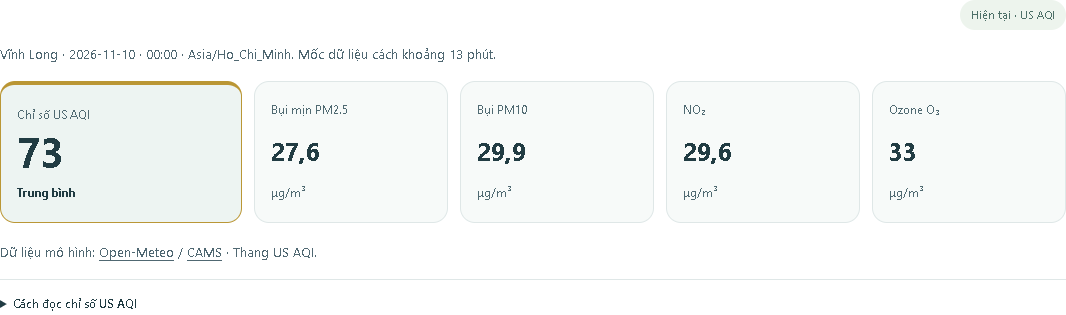 Hiện tại · US AQI
Vĩnh Long · 2026-11-10 · 00:00 · Asia/Ho_Chi_Minh. Mốc dữ liệu cách khoảng 13 phút.
Chỉ số US AQI
73
Trung bình
Bụi mịn PM2.5
27,6
µg/m³
Bụi PM10
29,9
µg/m³
NO₂
29,6
µg/m³
Ozone O₃
33
µg/m³
Dữ liệu mô hình: Open-Meteo / CAMS · Thang US AQI.
▶ Cách đọc chỉ số US AQI